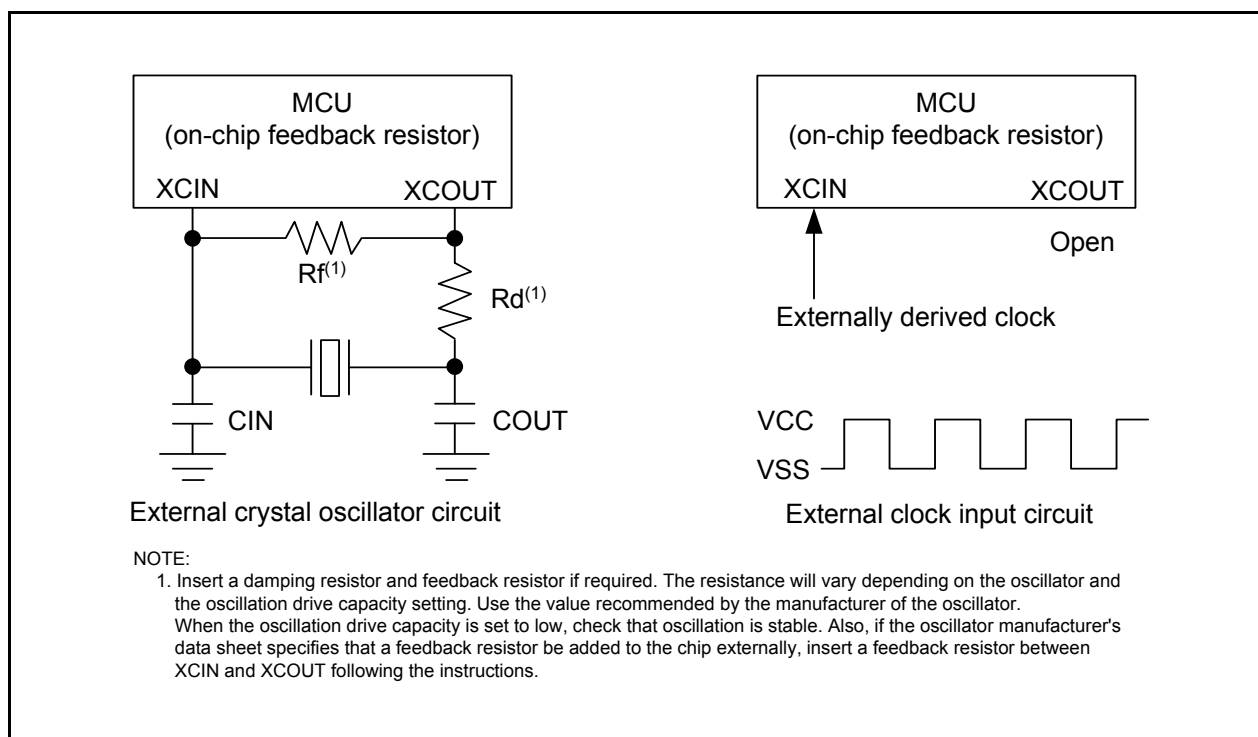 MCU
(on-chip feedback resistor)
XCIN
XCOUT
Rf(1)
Rd(1)
CIN
COUT
External crystal oscillator circuit
MCU
(on-chip feedback resistor)
XCIN
XCOUT
Open
Externally derived clock
VCC
VSS
External clock input circuit
NOTE:
1. Insert a damping resistor and feedback resistor if required. The resistance will vary depending on the oscillator and
the oscillation drive capacity setting. Use the value recommended by the manufacturer of the oscillator.
When the oscillation drive capacity is set to low, check that oscillation is stable. Also, if the oscillator manufacturer's
data sheet specifies that a feedback resistor be added to the chip externally, insert a feedback resistor between
XCIN and XCOUT following the instructions.